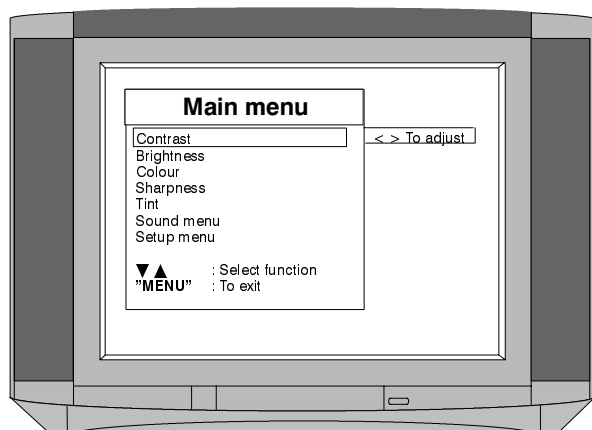 Main menu
Contrast
< > To adjust
Brightness
Colour
Sharpness
Tint
Sound menu
Setup menu
▼ ▲ : Select function
”MENU” : To exit